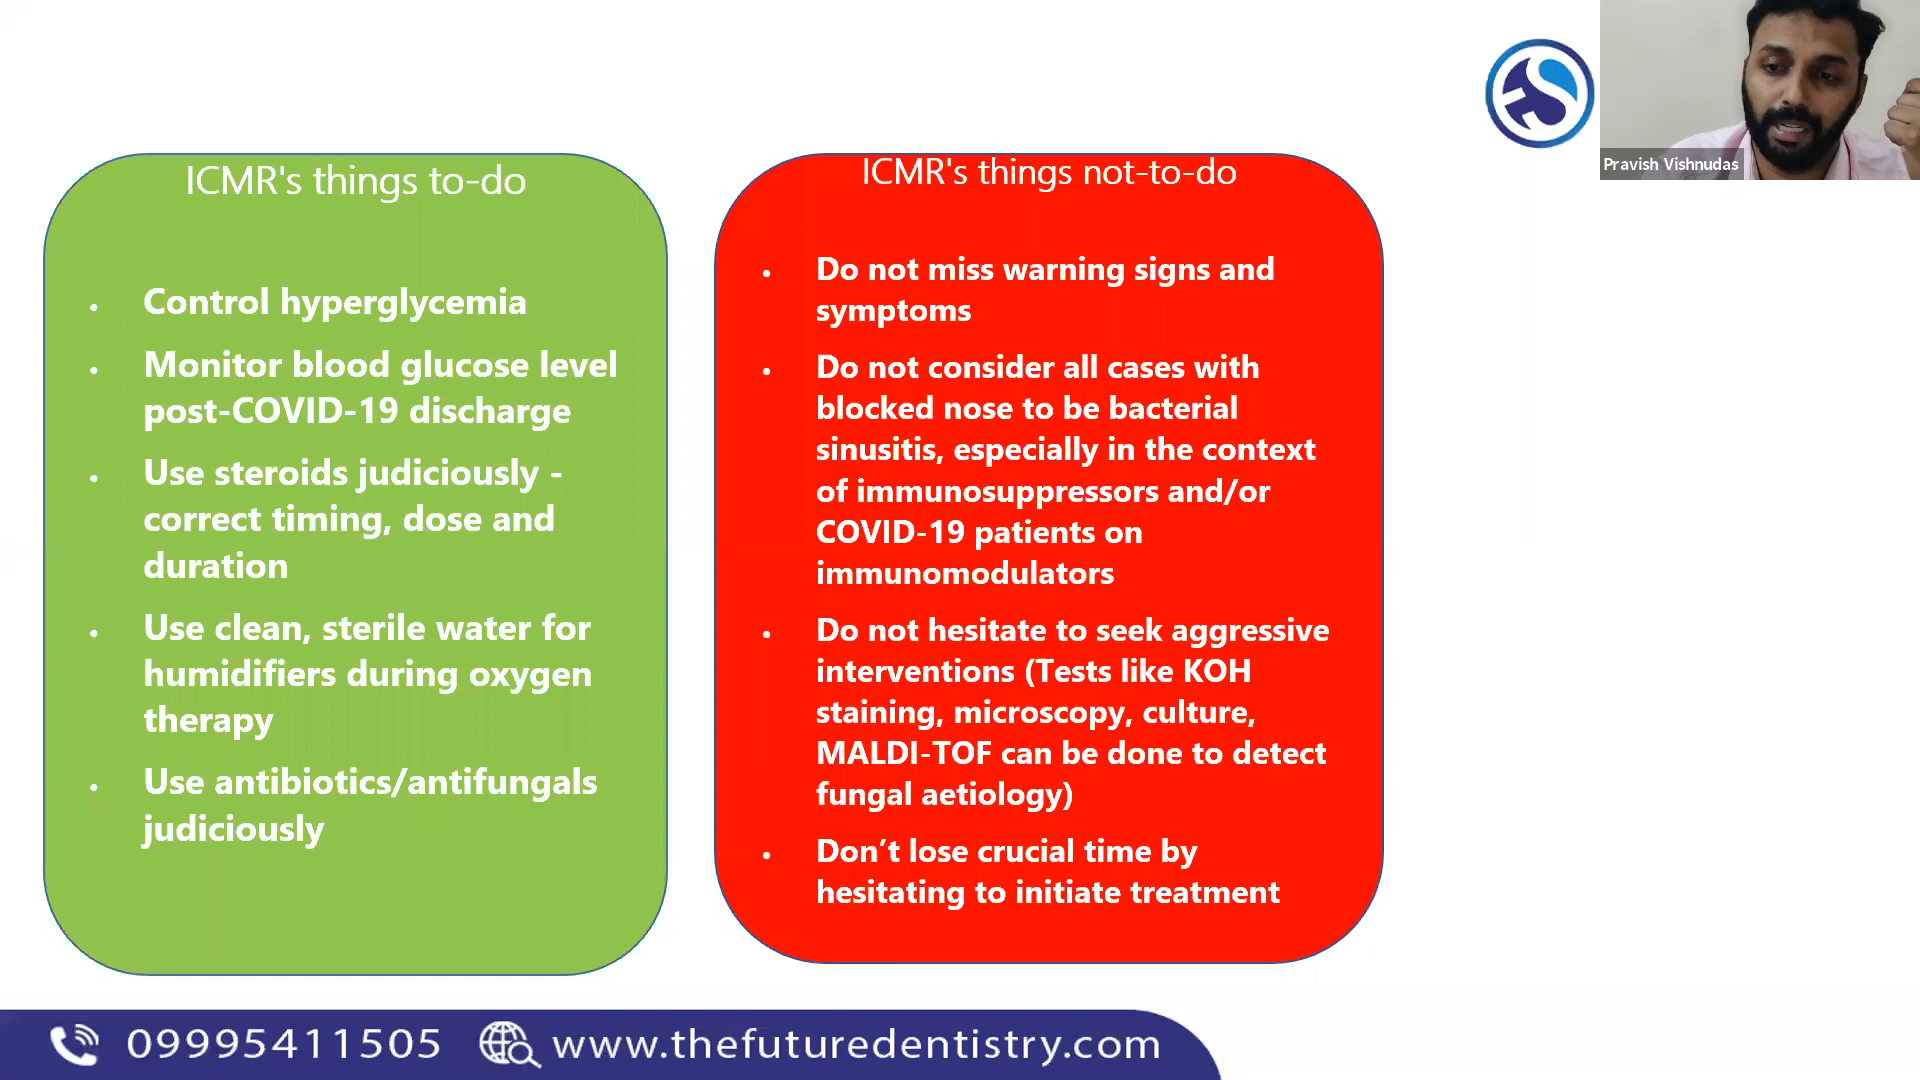 ICMR's things to-do
• Control hyperglycemia
• Monitor blood glucose level
post-COVID-19 discharge
• Use steroids judiciously -
correct timing, dose and
duration
• Use clean, sterile water for
humidifiers during oxygen
therapy
• Use antibiotics/antifungals
judiciously
ICMR's things not-to-do
• Do not miss warning signs and
symptoms
• Do not consider all cases with
blocked nose to be bacterial
sinusitis, especially in the context
of immunosuppressors and/or
COVID-19 patients on
immunomodulators
• Do not hesitate to seek aggressive
interventions (Tests like KOH
staining, microscopy, culture,
MALDI-TOF can be done to detect
fungal aetiology)
• Don’t lose crucial time by
hesitating to initiate treatment
FS
Pravish Vishnudas
09995411505
www.thefuturedentistry.com